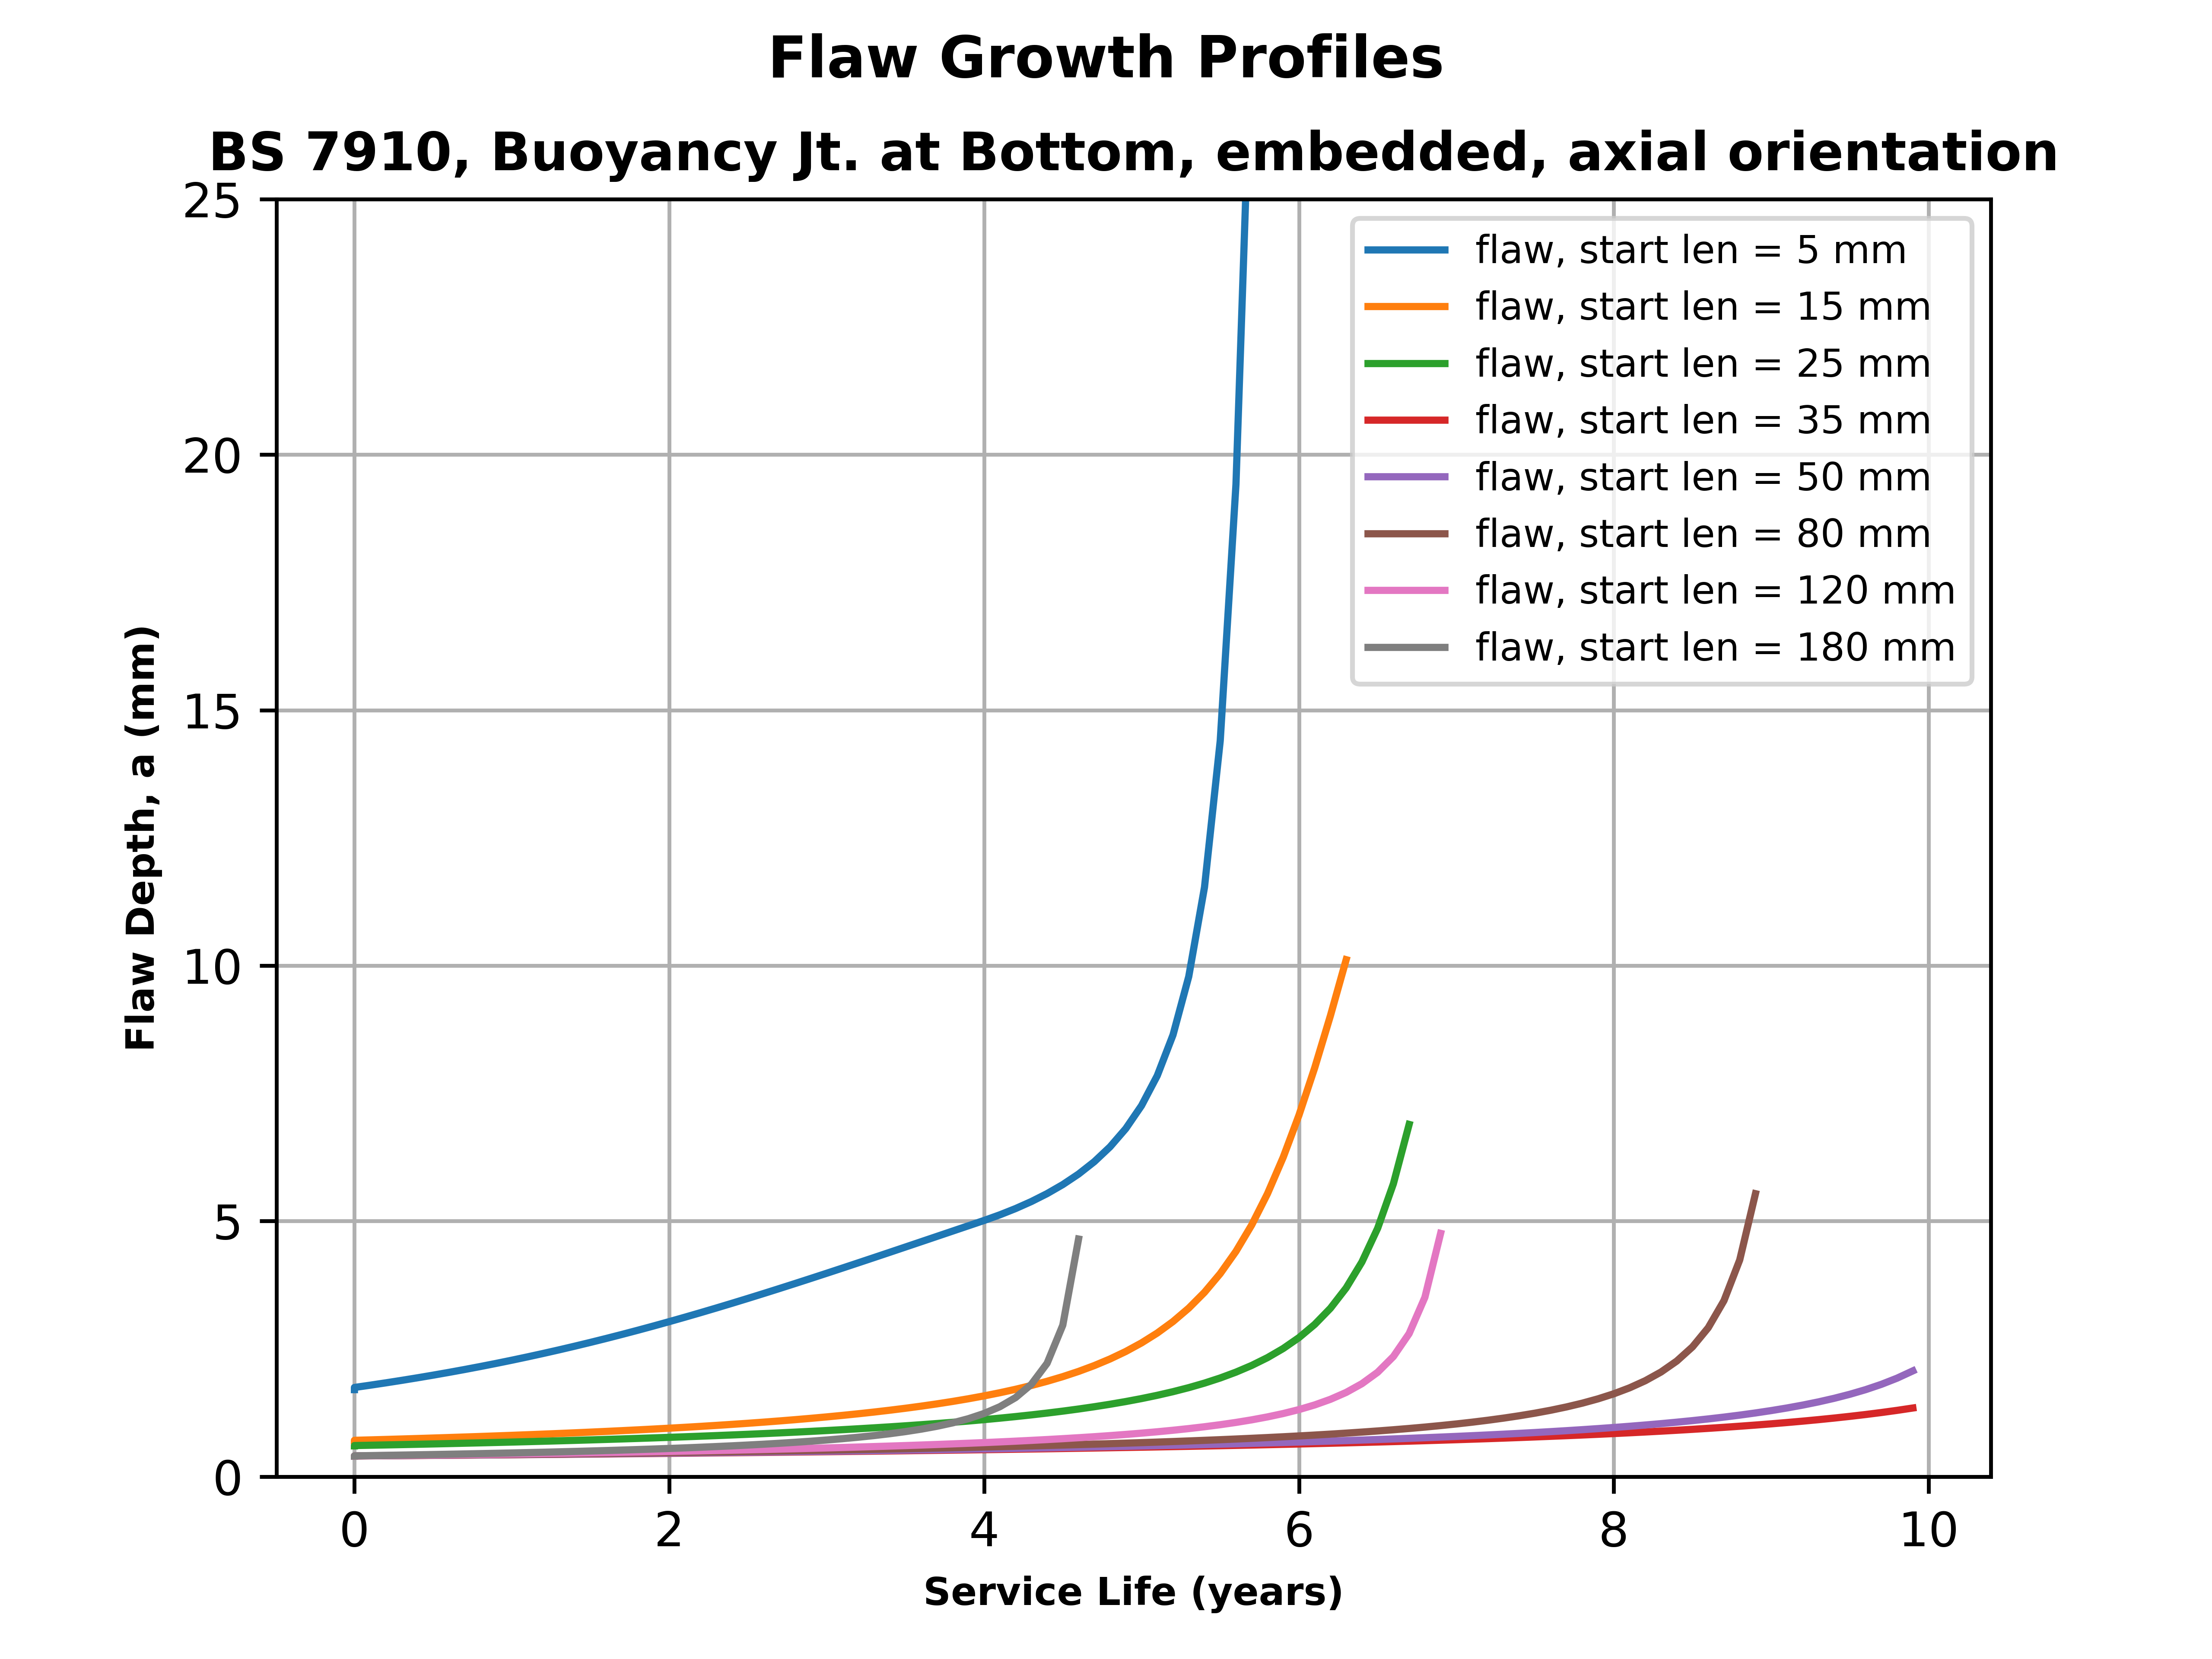 Flaw Growth Profiles
BS 7910, Buoyancy Jt. at Bottom, embedded, axial orientation
25
20
15
10
5
0
Flaw Depth, a (mm)
flaw, start len = 5 mm
flaw, start len = 15 mm
flaw, start len = 25 mm
flaw, start len = 35 mm
flaw, start len = 50 mm
flaw, start len = 80 mm
flaw, start len = 120 mm
flaw, start len = 180 mm
0 2 4 6 8 10
Service Life (years)